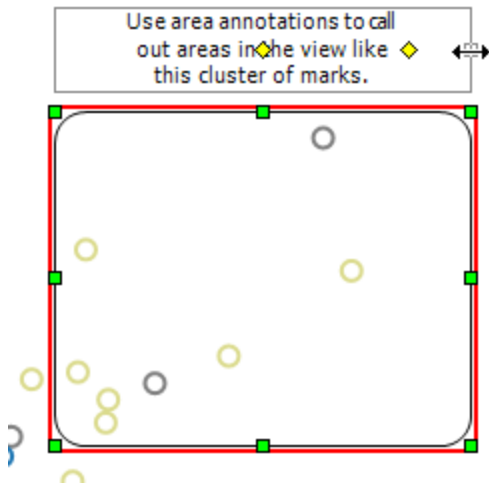 Use area annotations to call
out areas in the view like
this cluster of marks.